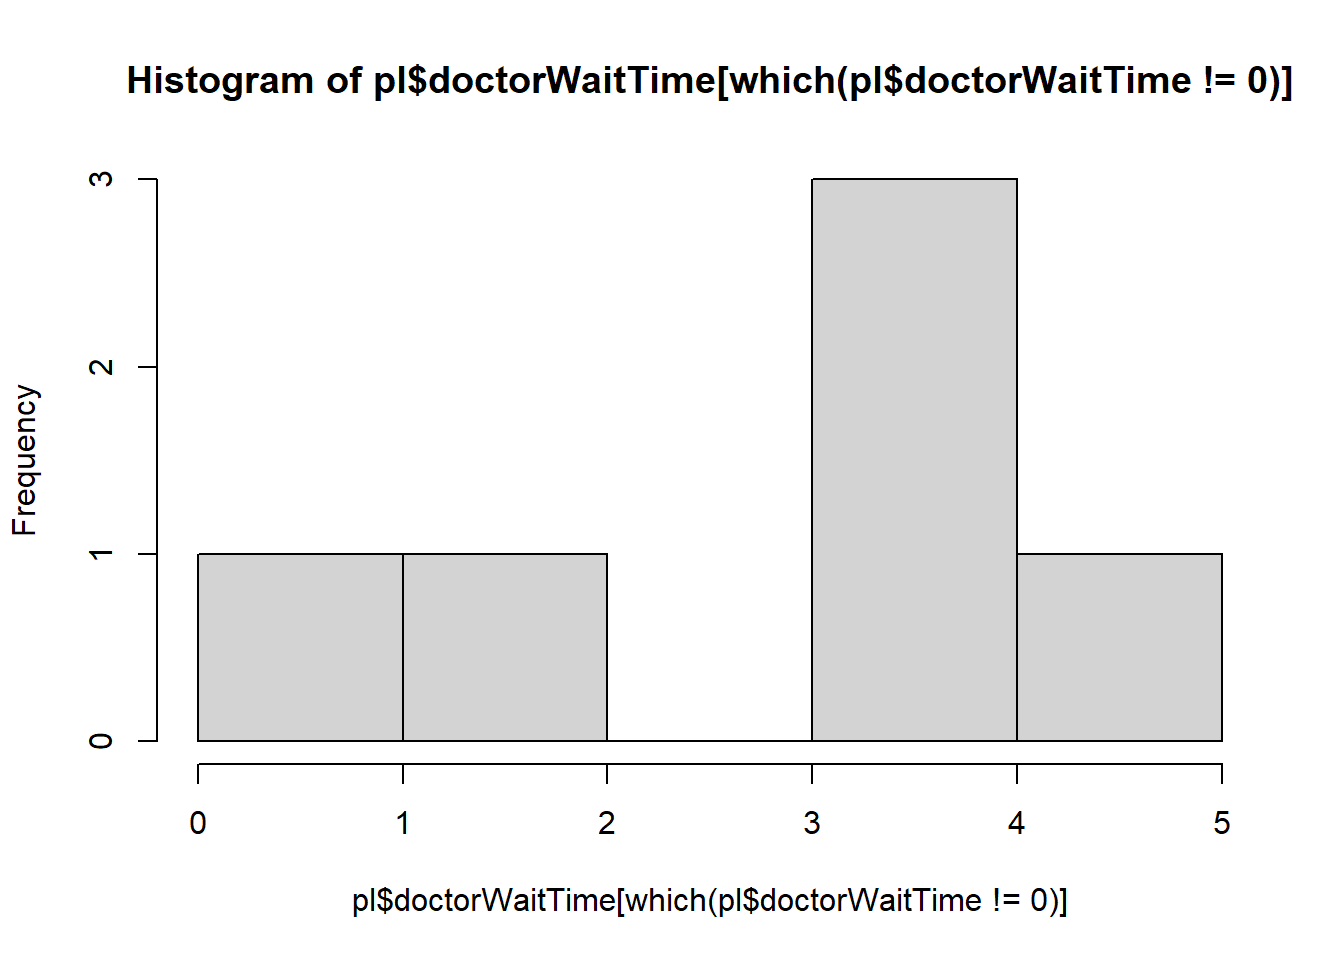 Histogram of pl$doctorWaitTime[which(pl$doctorWaitTime != 0)]
3
2
1
0
Frequency
0 1 2 3 4 5
pl$doctorWaitTime[which(pl$doctorWaitTime != 0)]